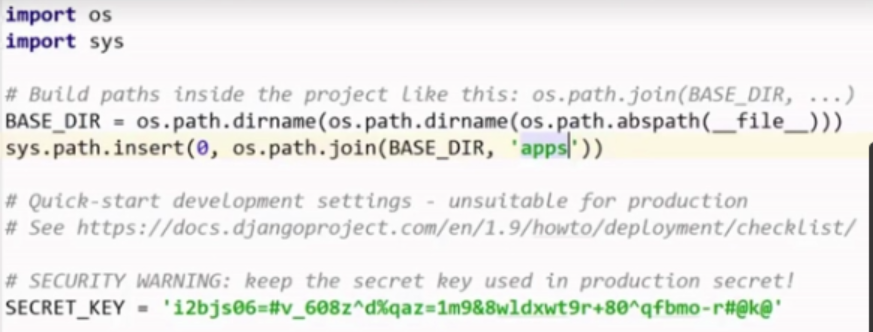 import os
import sys
# Build paths inside the project like this: os.path.join(BASE_DIR, ...)
BASE_DIR = os.path.dirname(os.path.dirname(os.path.abspath(__file__)))
sys.path.insert(0, os.path.join(BASE_DIR, 'apps'))
# Quick-start development settings - unsuitable for production
# See https://docs.djangoproject.com/en/1.9/howto/deployment/checklist/
# SECURITY WARNING: keep the secret key used in production secret!
SECRET_KEY = 'i2bjs06=#v_608z^d%qaz=1m9&8wldxwt9r+80^qfbmo-r#@k@'